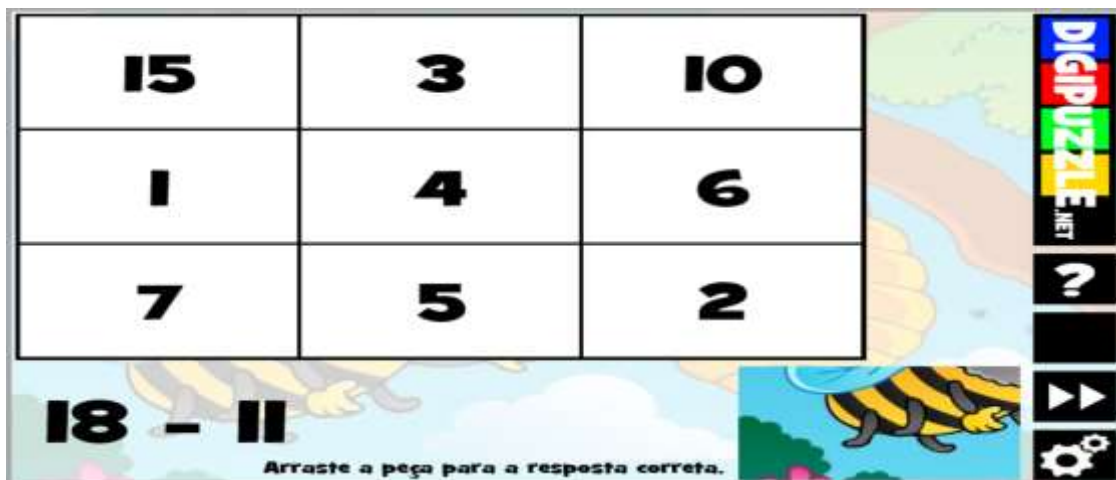 15 3 10
1 4 6
7 5 2
18 - 11
Arraste a peça para a resposta correta.
DIGIPUZZLE.NET
?